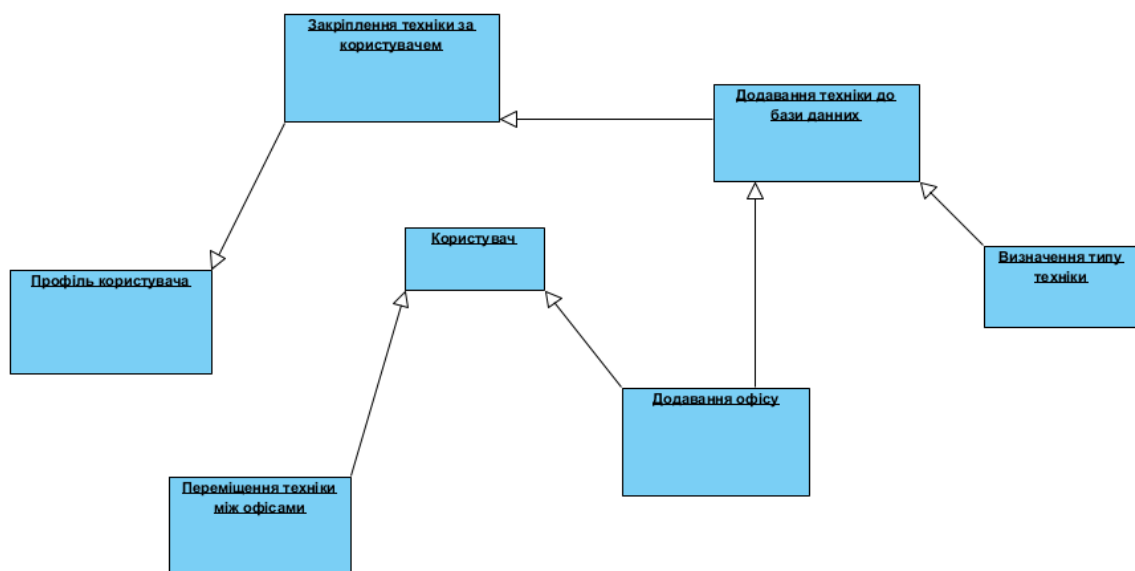 Закріплення техніки за
користувачем
Додавання техніки до
бази данних
Користувач
Визначення типу
техніки
Профіль користувача
Додавання офісу
Переміщення техніки
між офісами